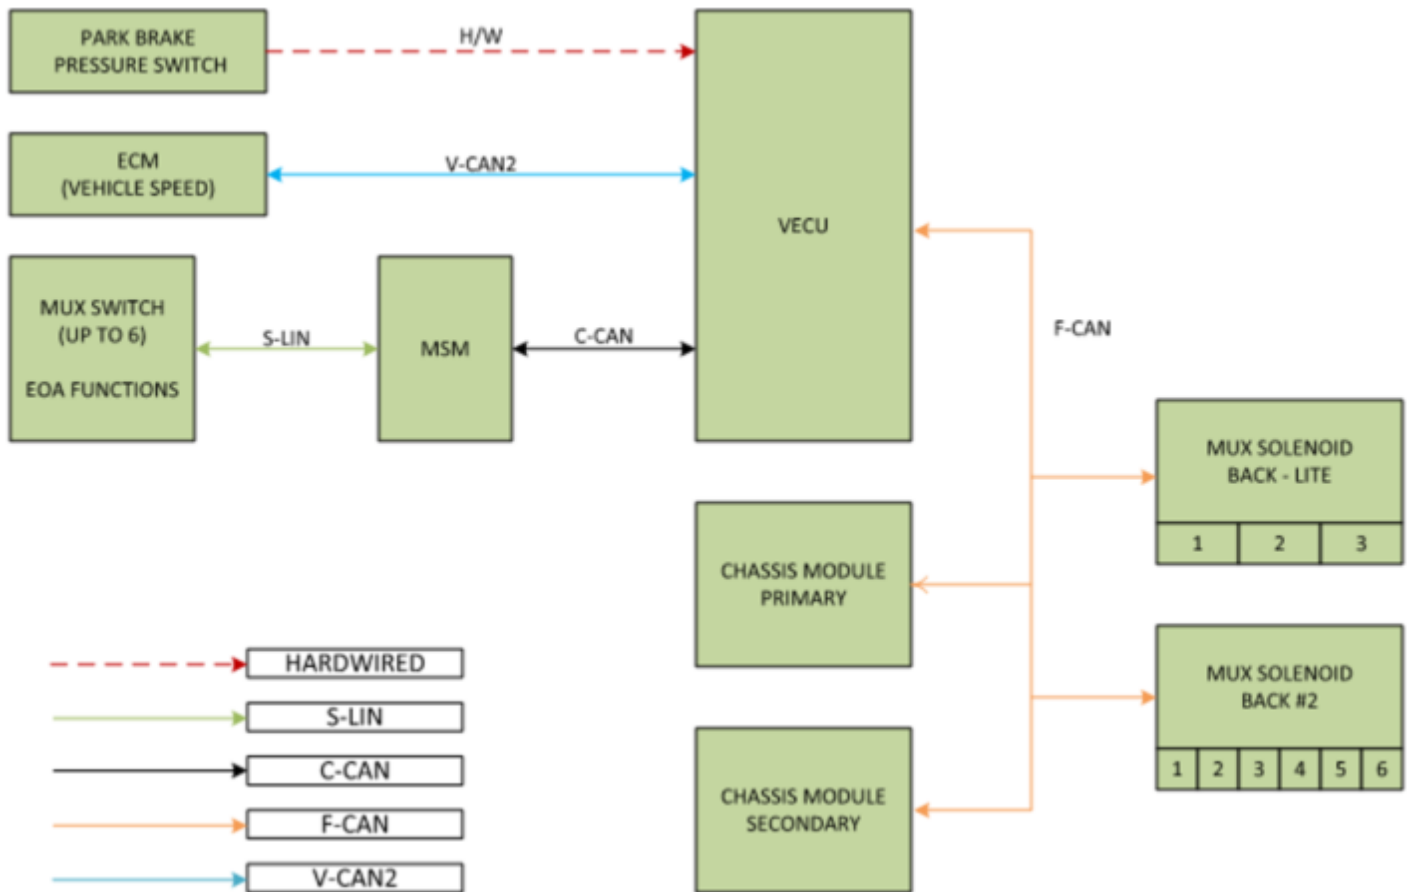 PARK BRAKE
PRESSURE SWITCH
H/W
ECM
(VEHICLE SPEED)
V-CAN2
VECU
MUX SWITCH
(UP TO 6)
EOA FUNCTIONS
S-LIN
MSM
C-CAN
F-CAN
MUX SOLENOID
BACK - LITE
1 2 3
CHASSIS MODULE
PRIMARY
MUX SOLENOID
BACK #2
1 2 3 4 5 6
CHASSIS MODULE
SECONDARY
HARDWIRED
S-LIN
C-CAN
F-CAN
V-CAN2